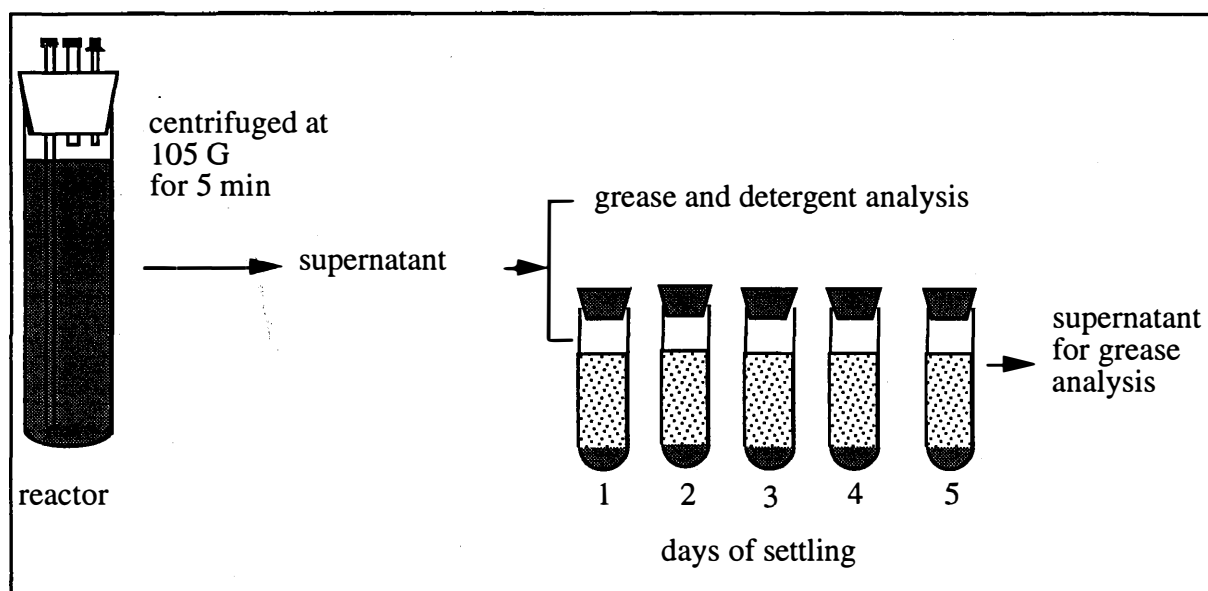 centrifuged at
105 G
for 5 min
grease and detergent analysis
supernatant
supernatant
for grease
analysis
reactor
1 2 3 4 5
days of settling